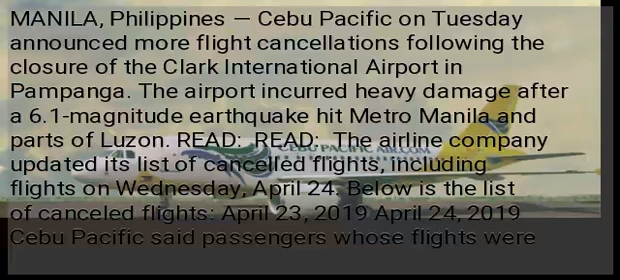 MANILA, Philippines — Cebu Pacific on Tuesday
announced more flight cancellations following the
closure of the Clark International Airport in
Pampanga. The airport incurred heavy damage after
a 6.1-magnitude earthquake hit Metro Manila and
parts of Luzon. READ:  READ:  The airline company
CEBUPACIFICAIR.COM
updated its list of cancelled flights, including
flights on Wednesday, April 24. Below is the list
of canceled flights: April 23, 2019 April 24, 2019
Cebu Pacific said passengers whose flights were